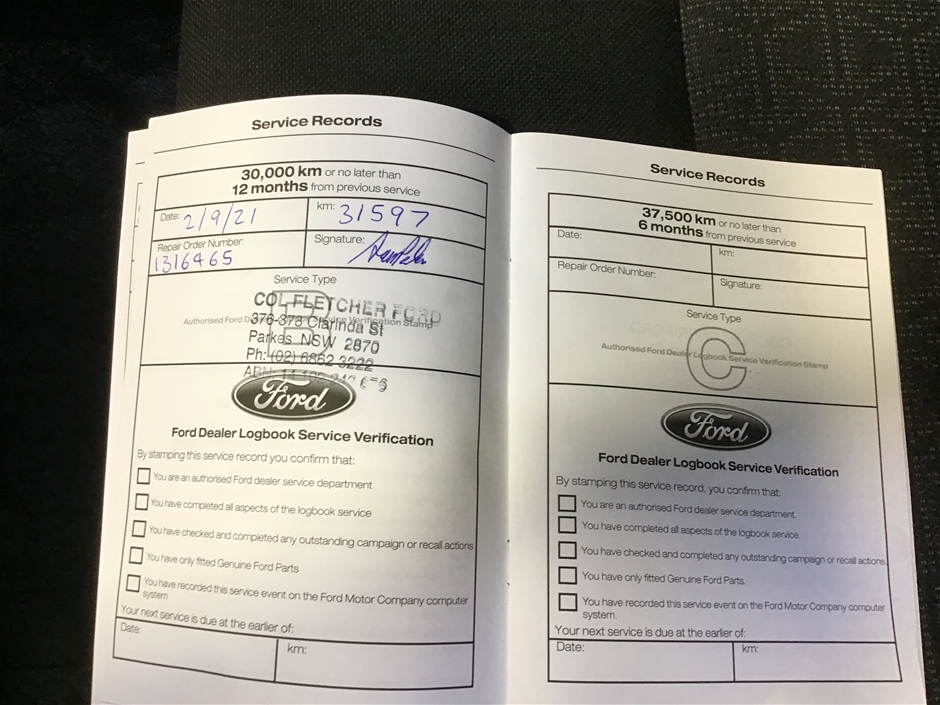 Service Records
30,000 km or no later than
12 months from previous service
Date: 2/9/21
km: 31597
Repair Order Number:
1316465
Signature:
Service Type
COL FLETCHER FORD
Authorised Ford Verification Stamp
376-378 Clarinda St
Parkes NSW 2870
Ph: (02) 6862 3222
ABN:
Ford
Ford Dealer Logbook Service Verification
By stamping this service record you confirm that:
You are an authorised Ford dealer service department
You have completed all aspects of the logbook service
You have checked and completed any outstanding campaign or recall actions
You have only fitted Genuine Ford Parts
You have recorded this service event on the Ford Motor Company computer
system
Your next service is due at the earlier of:
Date:
km:
Service Records
37,500 km or no later than
6 months from previous service
Date:
km:
Repair Order Number:
Signature:
Service Type
C
Authorised Ford Dealer Logbook Service Verification Stamp
Ford
Ford Dealer Logbook Service Verification
By stamping this service record, you confirm that:
You are an authorised Ford dealer service department.
You have completed all aspects of the logbook service.
You have checked and completed any outstanding campaign or recall actions.
You have only fitted Genuine Ford Parts.
You have recorded this service event on the Ford Motor Company computer
system.
Your next service is due at the earlier of:
Date:
km: